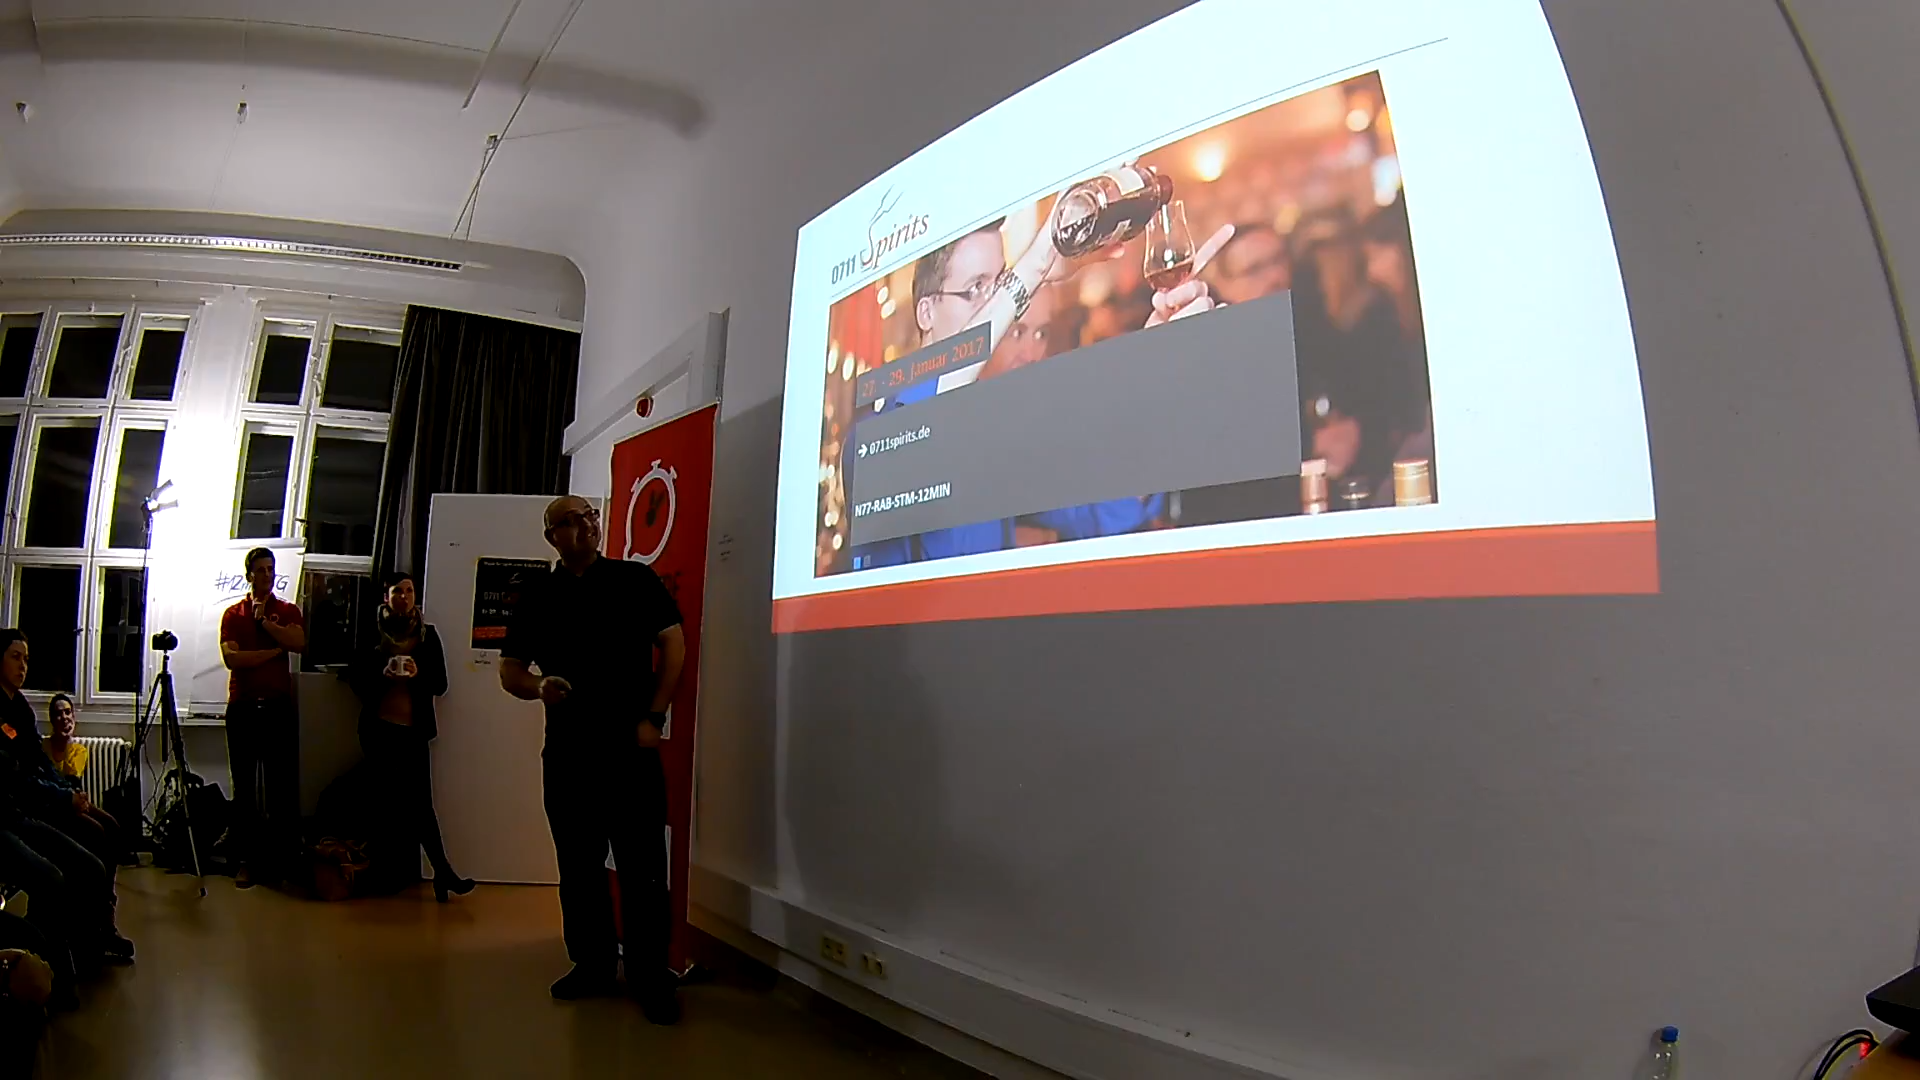 0711 Spirits
27. - 29. Januar 2017
→ 0711spirits.de
N77-RAB-STM-12MIN